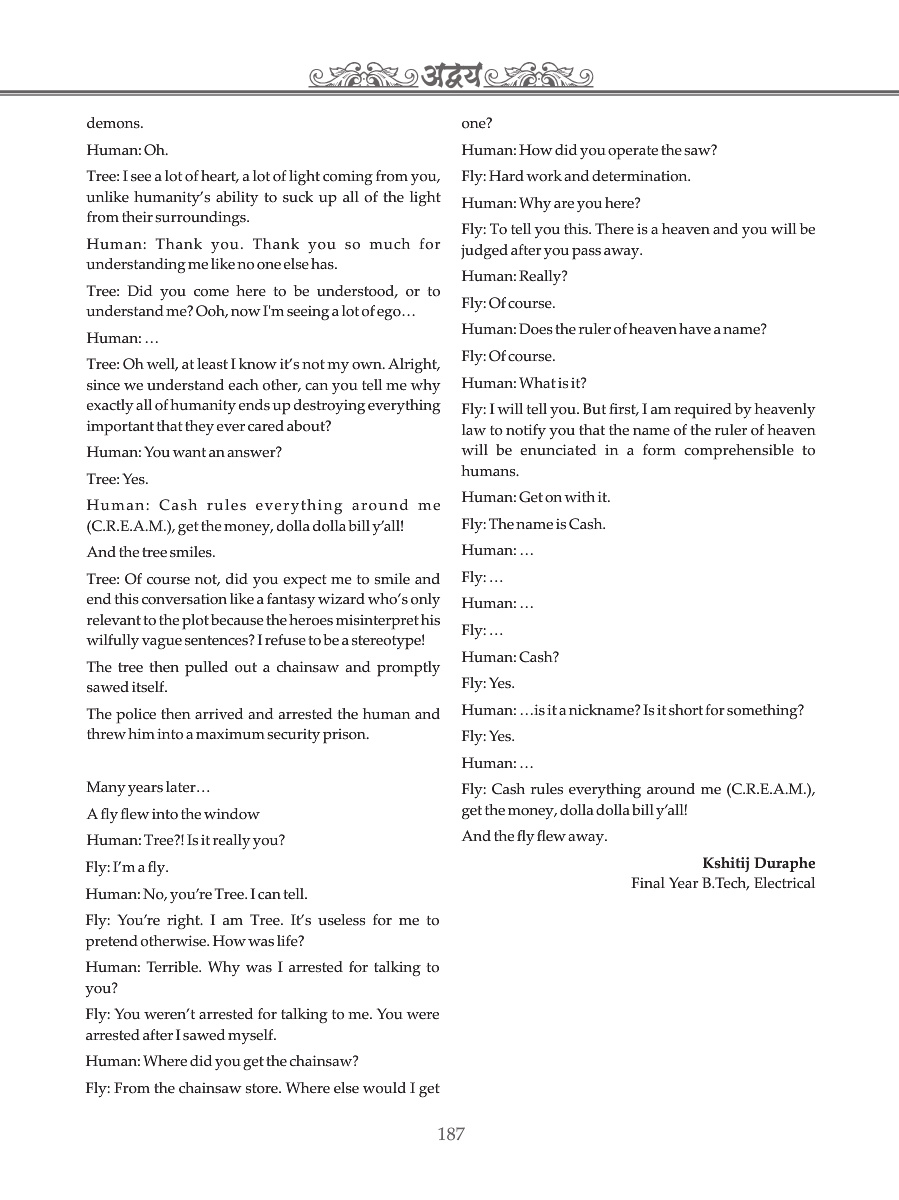 अद्वय
demons.
Human: Oh.
Tree: I see a lot of heart, a lot of light coming from you,
unlike humanity’s ability to suck up all of the light
from their surroundings.
Human: Thank you. Thank you so much for
understanding me like no one else has.
Tree: Did you come here to be understood, or to
understand me? Ooh, now I'm seeing a lot of ego…
Human: …
Tree: Oh well, at least I know it’s not my own. Alright,
since we understand each other, can you tell me why
exactly all of humanity ends up destroying everything
important that they ever cared about?
Human: You want an answer?
Tree: Yes.
Human: Cash rules everything around me
(C.R.E.A.M.), get the money, dolla dolla bill y’all!
And the tree smiles.
Tree: Of course not, did you expect me to smile and
end this conversation like a fantasy wizard who’s only
relevant to the plot because the heroes misinterpret his
wilfully vague sentences? I refuse to be a stereotype!
The tree then pulled out a chainsaw and promptly
sawed itself.
The police then arrived and arrested the human and
threw him into a maximum security prison.
Many years later…
A fly flew into the window
Human: Tree?! Is it really you?
Fly: I’m a fly.
Human: No, you’re Tree. I can tell.
Fly: You’re right. I am Tree. It’s useless for me to
pretend otherwise. How was life?
Human: Terrible. Why was I arrested for talking to
you?
Fly: You weren’t arrested for talking to me. You were
arrested after I sawed myself.
Human: Where did you get the chainsaw?
Fly: From the chainsaw store. Where else would I get
one?
Human: How did you operate the saw?
Fly: Hard work and determination.
Human: Why are you here?
Fly: To tell you this. There is a heaven and you will be
judged after you pass away.
Human: Really?
Fly: Of course.
Human: Does the ruler of heaven have a name?
Fly: Of course.
Human: What is it?
Fly: I will tell you. But first, I am required by heavenly
law to notify you that the name of the ruler of heaven
will be enunciated in a form comprehensible to
humans.
Human: Get on with it.
Fly: The name is Cash.
Human: …
Fly: …
Human: …
Fly: …
Human: Cash?
Fly: Yes.
Human: …is it a nickname? Is it short for something?
Fly: Yes.
Human: …
Fly: Cash rules everything around me (C.R.E.A.M.),
get the money, dolla dolla bill y’all!
And the fly flew away.
Kshitij Duraphe
Final Year B.Tech, Electrical
187